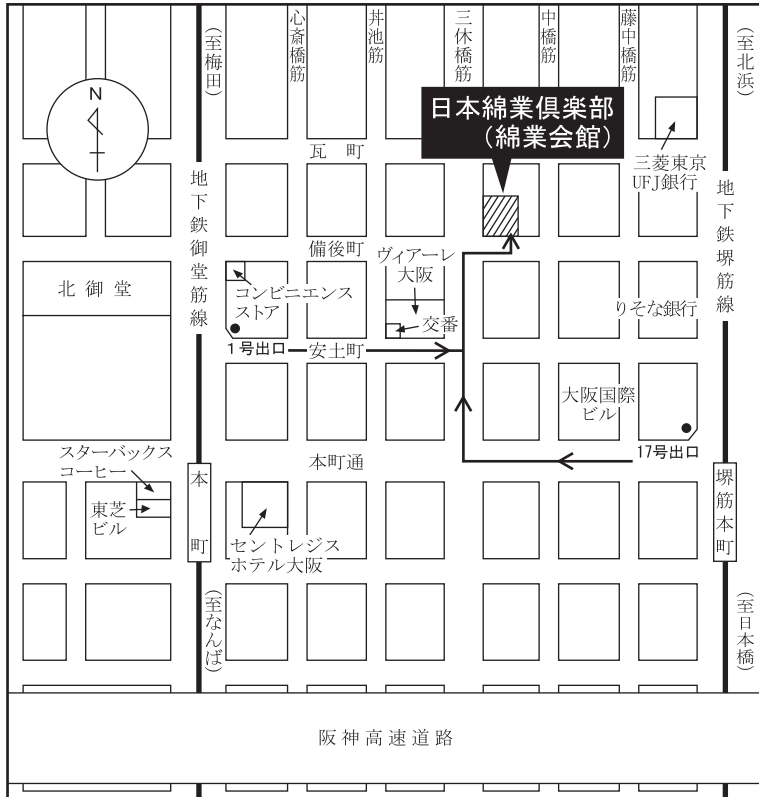 (至梅田)
心斎橋筋
丼池筋
三休橋筋
中橋筋
藤中橋筋
(至北浜)
N
日本綿業倶楽部
(綿業会館)
瓦町
三菱東京
UFJ銀行
地下鉄御堂筋線
地下鉄堺筋線
備後町
ヴィアーレ
大阪
北御堂
コンビニエンス
ストア
りそな銀行
交番
1号出口
安土町
大阪国際
ビル
スターバックス
コーヒー
本町通
17号出口
東芝
ビル
本町
堺筋本町
セントレジス
ホテル大阪
(至なんば)
(至日本橋)
阪神高速道路